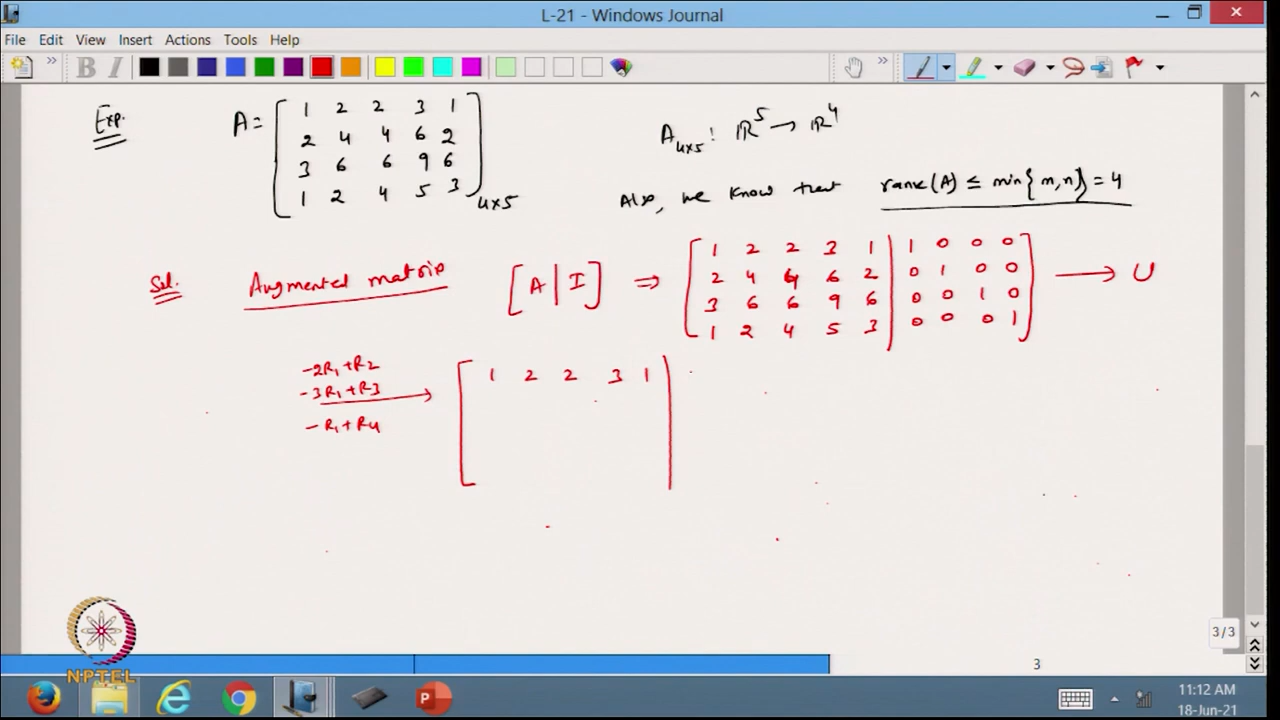 L-21 - Windows Journal
File Edit View Insert Actions Tools Help
Exp.
A= [ 1 2 2 3 1
2 4 4 6 2
3 6 6 9 6
1 2 4 5 3 ] 4x5
A4x5 : ℝ5 → ℝ4
Also, we know that rank(A) ≤ min{m,n} = 4
Sol. Augmented matrix [A|I] ⇒ [ 1 2 2 3 1 | 1 0 0 0
2 4 4 6 2 | 0 1 0 0
3 6 6 9 6 | 0 0 1 0
1 2 4 5 3 | 0 0 0 1 ] → U
-2R1+R2
-3R1+R3
-R1+R4
[ 1 2 2 3 1 |
3/3
NPTEL
3
11:12 AM
18-Jun-21